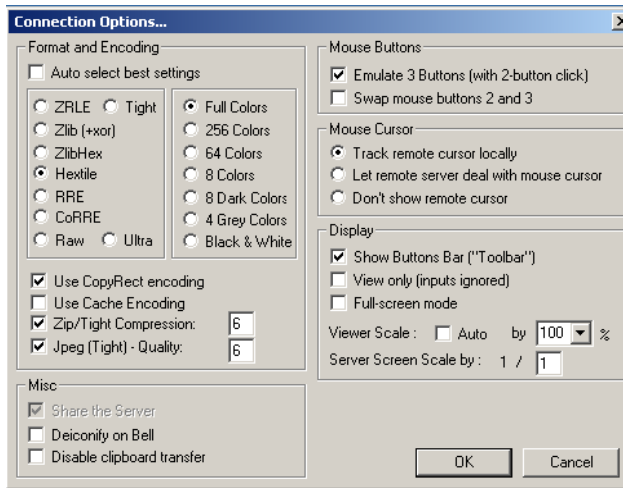 Connection Options...
Format and Encoding
Auto select best settings
ZRLE Tight
Zlib (+xor)
ZlibHex
Hextile
RRE
CoRRE
Raw Ultra
Full Colors
256 Colors
64 Colors
8 Colors
8 Dark Colors
4 Grey Colors
Black & White
Use CopyRect encoding
Use Cache Encoding
Zip/Tight Compression: 6
Jpeg (Tight) - Quality: 6
Misc
Share the Server
Deiconify on Bell
Disable clipboard transfer
Mouse Buttons
Emulate 3 Buttons (with 2-button click)
Swap mouse buttons 2 and 3
Mouse Cursor
Track remote cursor locally
Let remote server deal with mouse cursor
Don't show remote cursor
Display
Show Buttons Bar ("Toolbar")
View only (inputs ignored)
Full-screen mode
Viewer Scale : Auto by 100 %
Server Screen Scale by : 1 / 1
OK Cancel